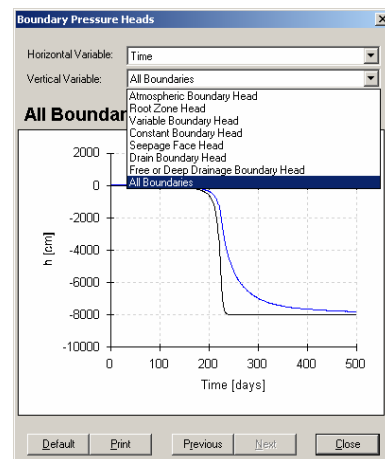 Boundary Pressure Heads
Horizontal Variable: Time
Vertical Variable: All Boundaries
Atmospheric Boundary Head
Root Zone Head
Variable Boundary Head
Constant Boundary Head
Seepage Face Head
Drain Boundary Head
Free or Deep Drainage Boundary Head
All Boundaries
All Boundar
2000
0
-2000
-4000
-6000
-8000
-10000
h [cm]
0 100 200 300 400 500
Time [days]
Default Print Previous Next Close